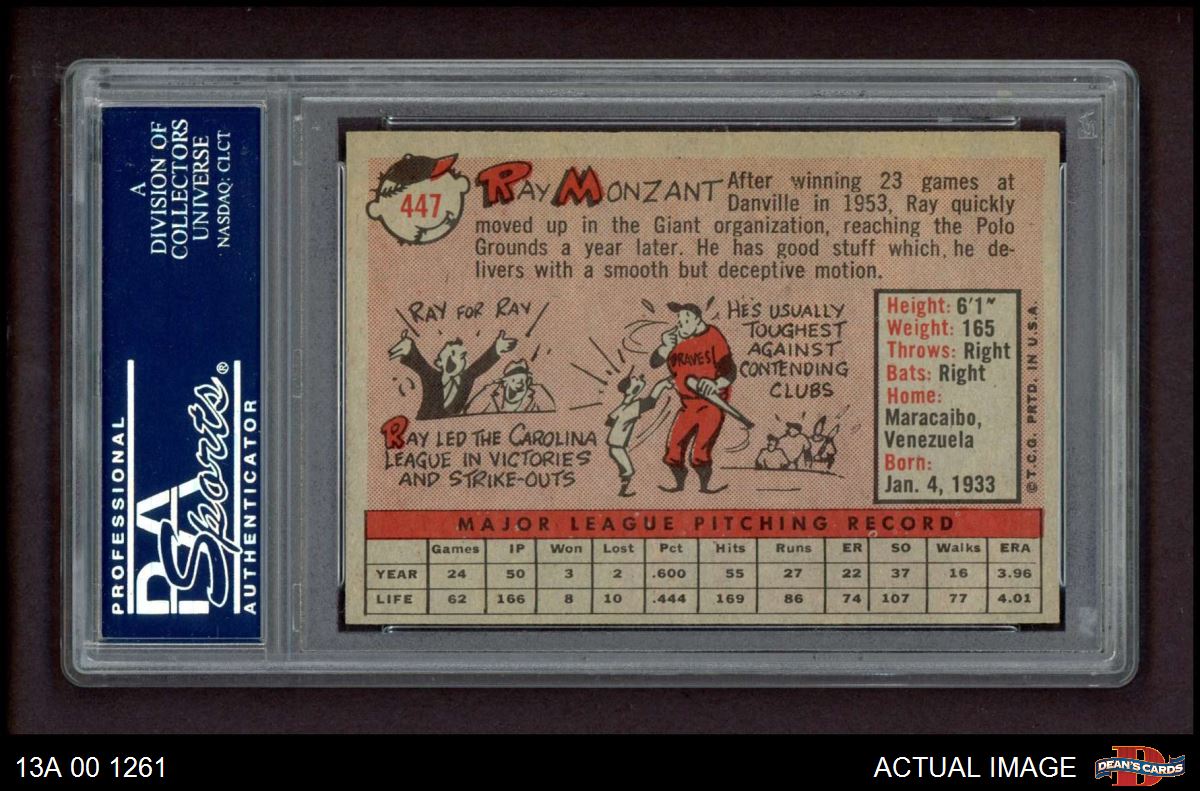 A
DIVISION OF
COLLECTORS
UNIVERSE
NASDAQ: CLCT
PROFESSIONAL
PSA
Sports®
AUTHENTICATOR
447
RAY MONZANT
After winning 23 games at
Danville in 1953, Ray quickly
moved up in the Giant organization, reaching the Polo
Grounds a year later. He has good stuff which, he de-
livers with a smooth but deceptive motion.
RAY FOR RAY
RAY LED THE CAROLINA
LEAGUE IN VICTORIES
AND STRIKE-OUTS
BRAVES
HE'S USUALLY
TOUGHEST
AGAINST
CONTENDING
CLUBS
Height: 6'1"
Weight: 165
Throws: Right
Bats: Right
Home:
Maracaibo,
Venezuela
Born:
Jan. 4, 1933
© T.C.G. PRTD. IN U.S.A.
MAJOR LEAGUE PITCHING RECORD
Games IP Won Lost Pct Hits Runs ER SO Walks ERA
YEAR 24 50 3 2 .600 55 27 22 37 16 3.96
LIFE 62 166 8 10 .444 169 86 74 107 77 4.01
13A 00 1261
ACTUAL IMAGE
DEAN'S CARDS